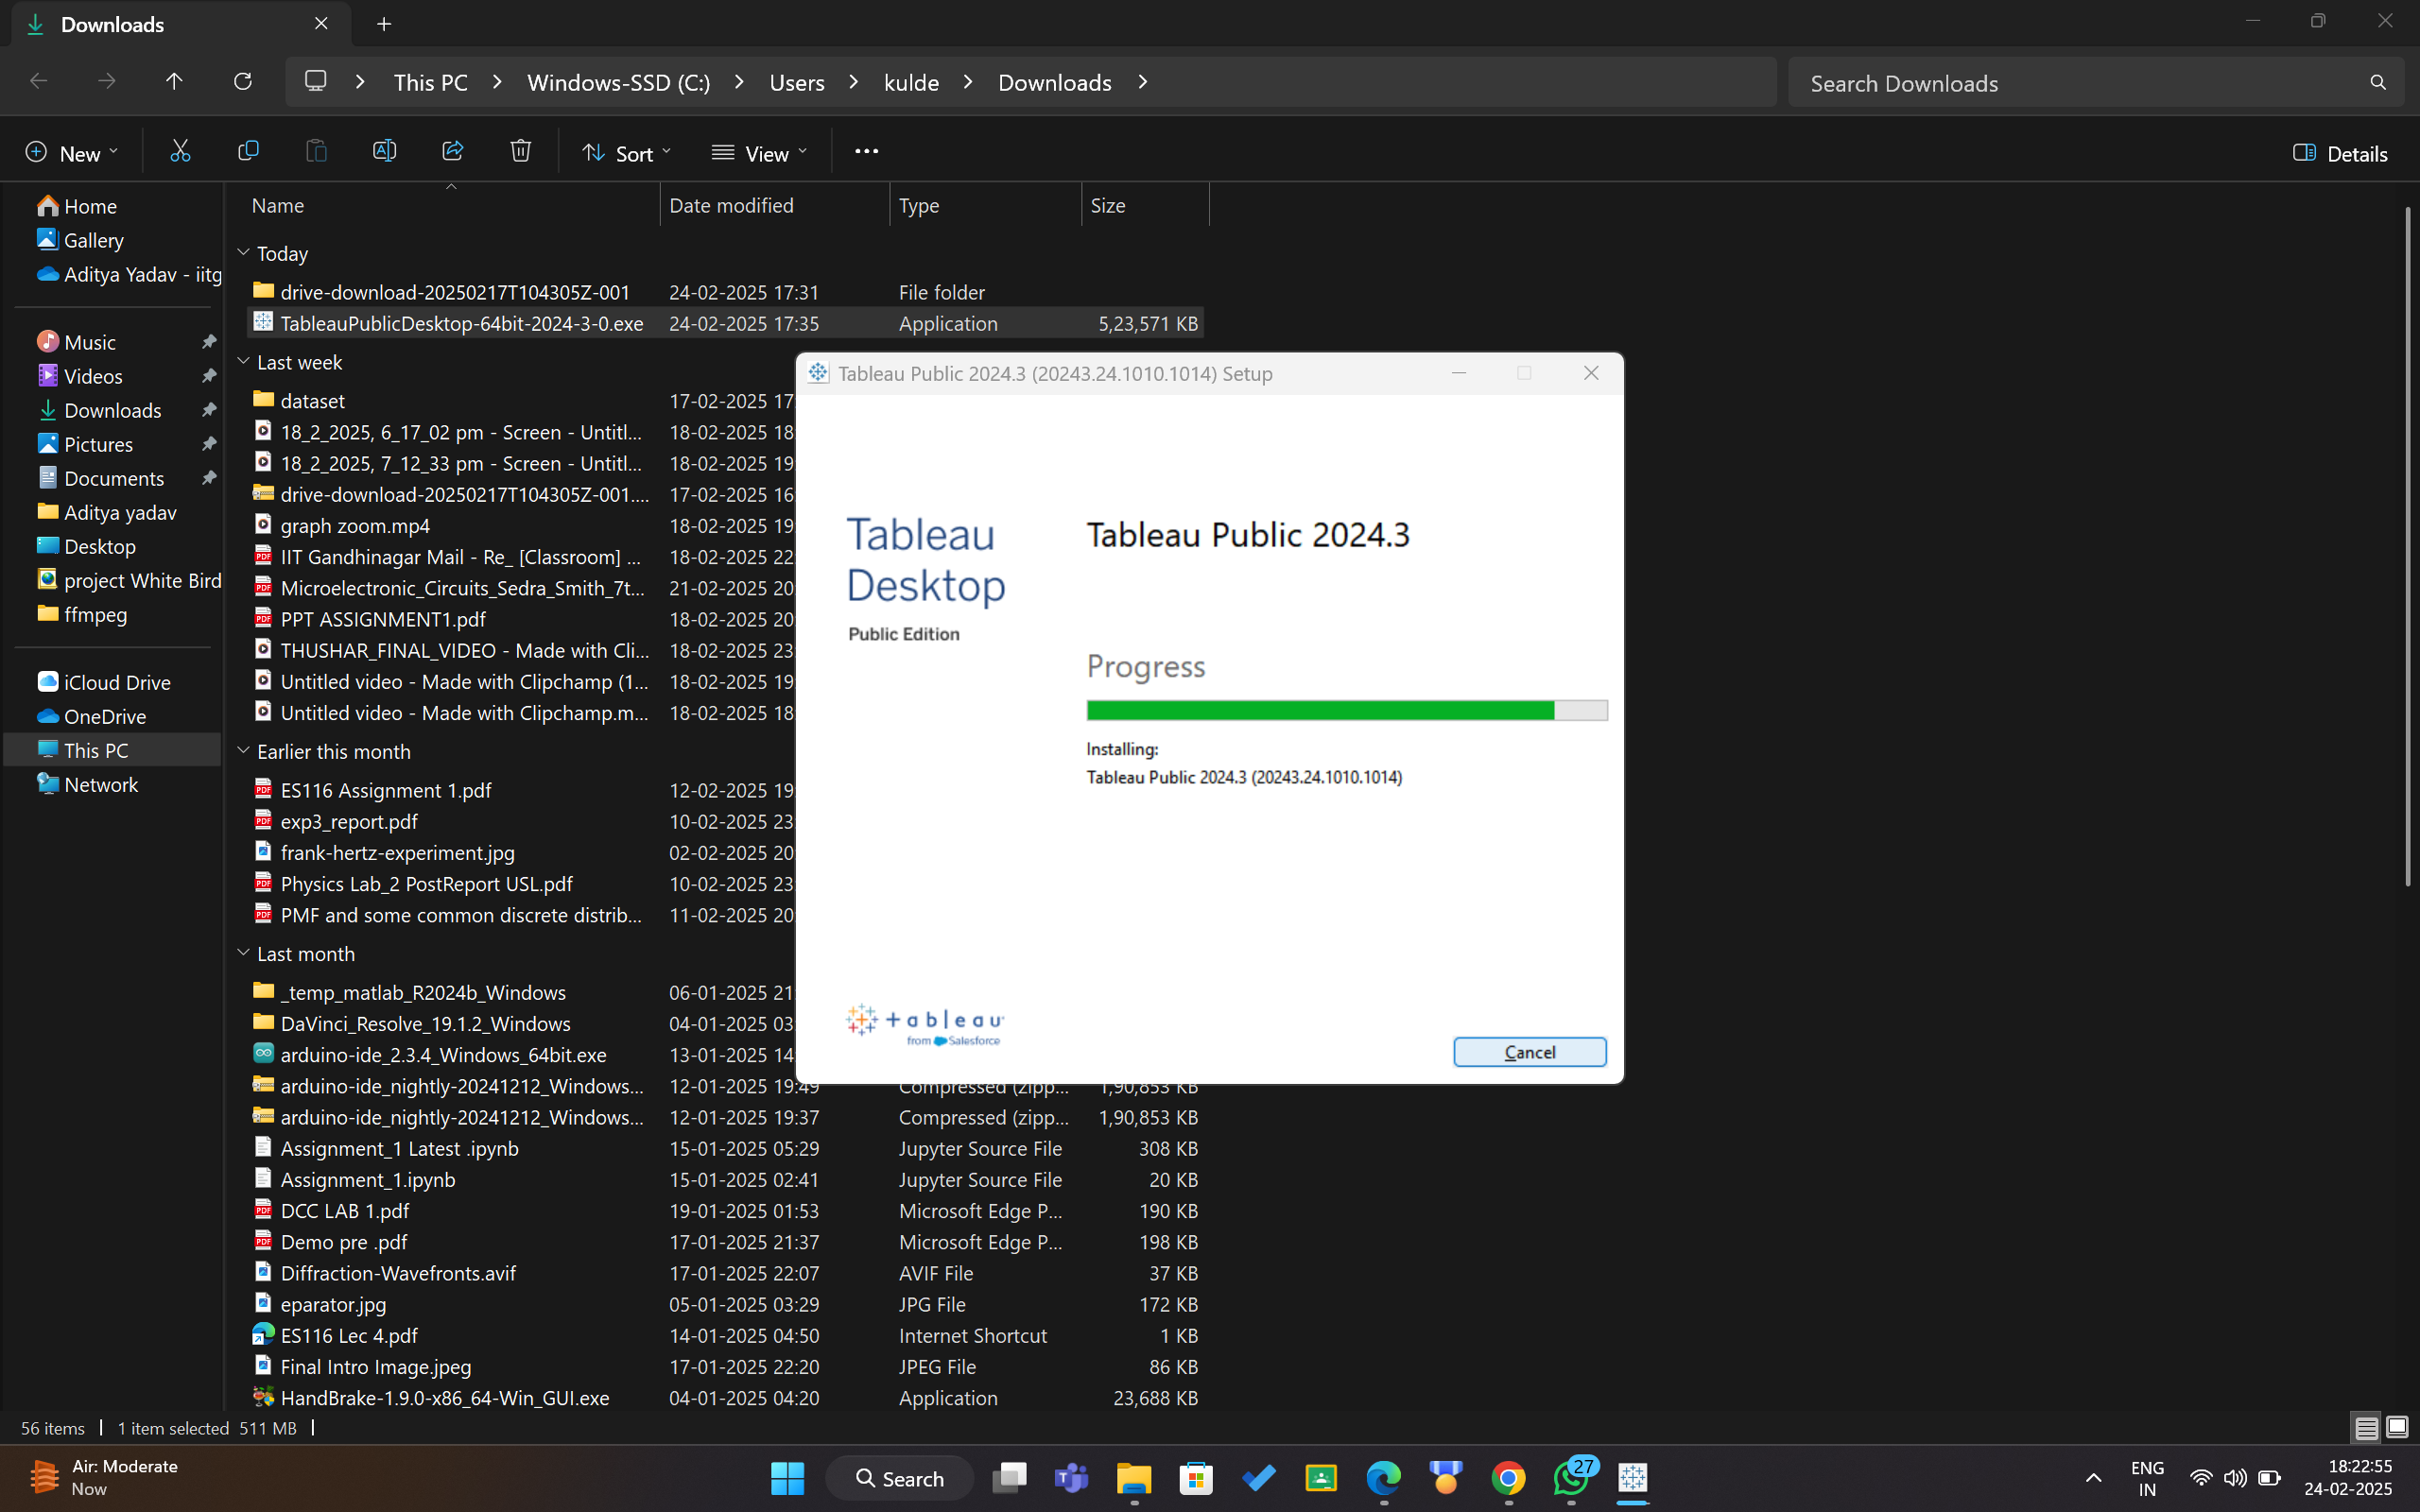 Downloads
This PC
Windows-SSD (C:)
Users
kulde
Downloads
Search Downloads
New
Sort
View
Details
Home
Gallery
Aditya Yadav - iitg
Music
Videos
Downloads
Pictures
Documents
Aditya yadav
Desktop
project White Bird
ffmpeg
iCloud Drive
OneDrive
This PC
Network
Name Date modified Type Size
Today
drive-download-20250217T104305Z-001 24-02-2025 17:31 File folder
TableauPublicDesktop-64bit-2024-3-0.exe 24-02-2025 17:35 Application 5,23,571 KB
Last week
dataset 17-02-2025 17
18_2_2025, 6_17_02 pm - Screen - Untitl... 18-02-2025 18
18_2_2025, 7_12_33 pm - Screen - Untitl... 18-02-2025 19
drive-download-20250217T104305Z-001.... 17-02-2025 16
graph zoom.mp4 18-02-2025 19
IIT Gandhinagar Mail - Re_ [Classroom] ... 18-02-2025 22
Microelectronic_Circuits_Sedra_Smith_7t... 21-02-2025 20
PPT ASSIGNMENT1.pdf 18-02-2025 20
THUSHAR_FINAL_VIDEO - Made with Cli... 18-02-2025 23
Untitled video - Made with Clipchamp (1... 18-02-2025 19
Untitled video - Made with Clipchamp.m... 18-02-2025 18
Earlier this month
ES116 Assignment 1.pdf 12-02-2025 19
exp3_report.pdf 10-02-2025 23
frank-hertz-experiment.jpg 02-02-2025 20
Physics Lab_2 PostReport USL.pdf 10-02-2025 23
PMF and some common discrete distrib... 11-02-2025 20
Last month
_temp_matlab_R2024b_Windows 06-01-2025 21
DaVinci_Resolve_19.1.2_Windows 04-01-2025 03
arduino-ide_2.3.4_Windows_64bit.exe 13-01-2025 14
arduino-ide_nightly-20241212_Windows... 12-01-2025 19:49 Compressed (zipp... 1,90,853 KB
arduino-ide_nightly-20241212_Windows... 12-01-2025 19:37 Compressed (zipp... 1,90,853 KB
Assignment_1 Latest .ipynb 15-01-2025 05:29 Jupyter Source File 308 KB
Assignment_1.ipynb 15-01-2025 02:41 Jupyter Source File 20 KB
DCC LAB 1.pdf 19-01-2025 01:53 Microsoft Edge P... 190 KB
Demo pre .pdf 17-01-2025 21:37 Microsoft Edge P... 198 KB
Diffraction-Wavefronts.avif 17-01-2025 22:07 AVIF File 37 KB
eparator.jpg 05-01-2025 03:29 JPG File 172 KB
ES116 Lec 4.pdf 14-01-2025 04:50 Internet Shortcut 1 KB
Final Intro Image.jpeg 17-01-2025 22:20 JPEG File 86 KB
HandBrake-1.9.0-x86_64-Win_GUI.exe 04-01-2025 04:20 Application 23,688 KB
Tableau Public 2024.3 (20243.24.1010.1014) Setup
Tableau
Desktop
Public Edition
Tableau Public 2024.3
Progress
Installing:
Tableau Public 2024.3 (20243.24.1010.1014)
+ableau
from Salesforce
Cancel
56 items
1 item selected 511 MB
Air: Moderate
Now
Search
27
ENG
IN
18:22:55
24-02-2025